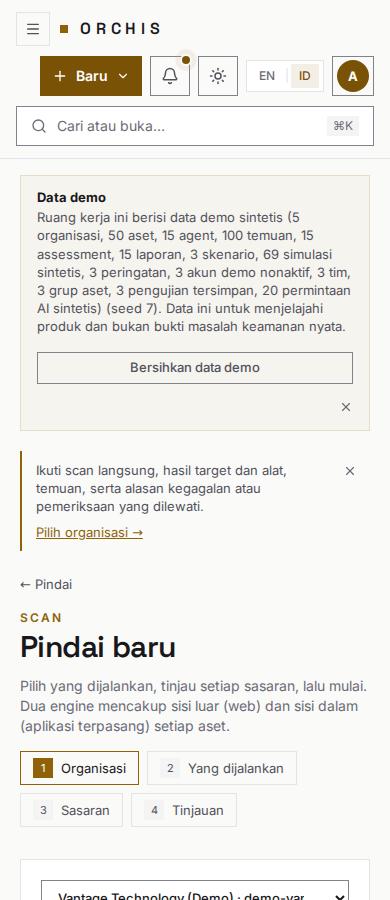 ORCHIS
Baru
EN
ID
A
Cari atau buka...
⌘K
Data demo
Ruang kerja ini berisi data demo sintetis (5
organisasi, 50 aset, 15 agent, 100 temuan, 15
assessment, 15 laporan, 3 skenario, 69 simulasi
sintetis, 3 peringatan, 3 akun demo nonaktif, 3 tim,
3 grup aset, 3 pengujian tersimpan, 20 permintaan
AI sintetis) (seed 7). Data ini untuk menjelajahi
produk dan bukan bukti masalah keamanan nyata.
Bersihkan data demo
Ikuti scan langsung, hasil target dan alat,
temuan, serta alasan kegagalan atau
pemeriksaan yang dilewati.
Pilih organisasi →
← Pindai
SCAN
Pindai baru
Pilih yang dijalankan, tinjau setiap sasaran, lalu mulai.
Dua engine mencakup sisi luar (web) dan sisi dalam
(aplikasi terpasang) setiap aset.
1 Organisasi
2 Yang dijalankan
3 Sasaran
4 Tinjauan
Vantage Technology (Demo) · demo-van